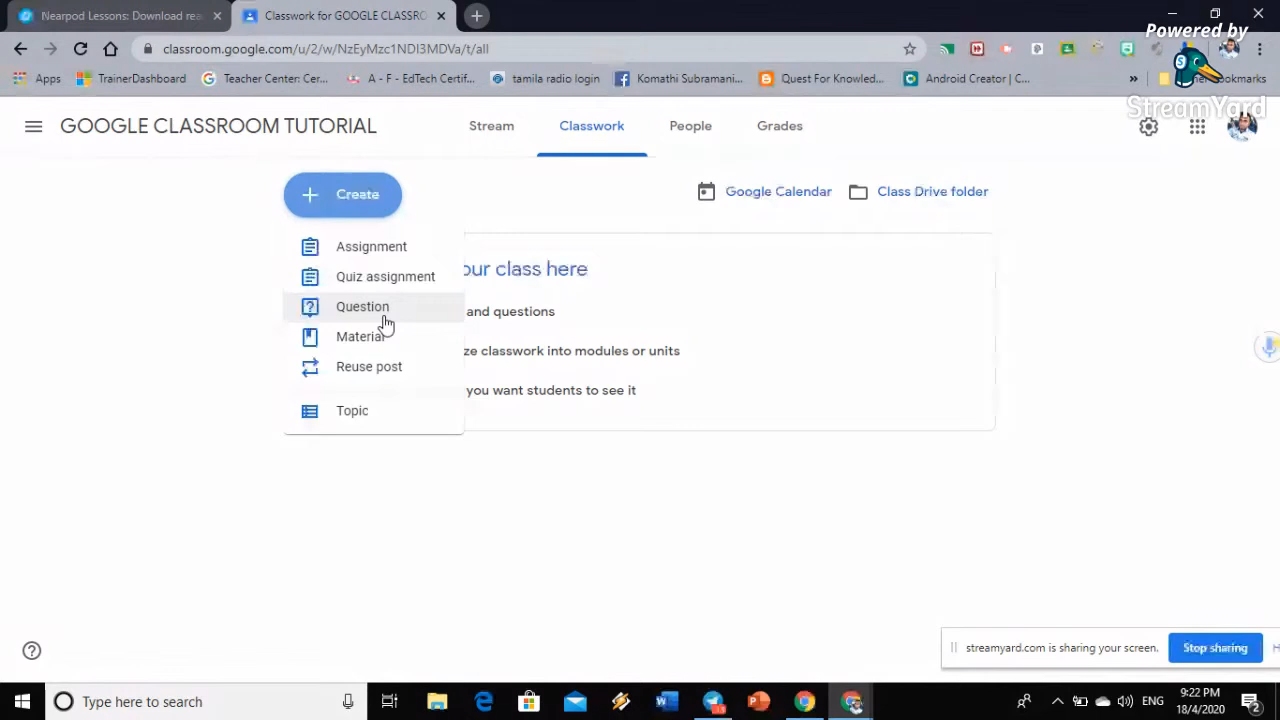 Nearpod Lessons: Download rea
Classwork for GOOGLE CLASSRO
Powered by
classroom.google.com/u/2/w/NzEyMzc1NDI3MDVa/t/all
Apps
TrainerDashboard
Teacher Center: Cer...
A - F - EdTech Certif...
tamila radio login
Komathi Subramani...
Quest For Knowled...
Android Creator | C...
»
StreamYard
GOOGLE CLASSROOM TUTORIAL
Stream
Classwork
People
Grades
Create
Google Calendar
Class Drive folder
Assignment
Quiz assignment
Question
Material
Reuse post
Topic
our class here
and questions
ze classwork into modules or units
you want students to see it
streamyard.com is sharing your screen.
Stop sharing
Type here to search
ENG
9:22 PM
18/4/2020